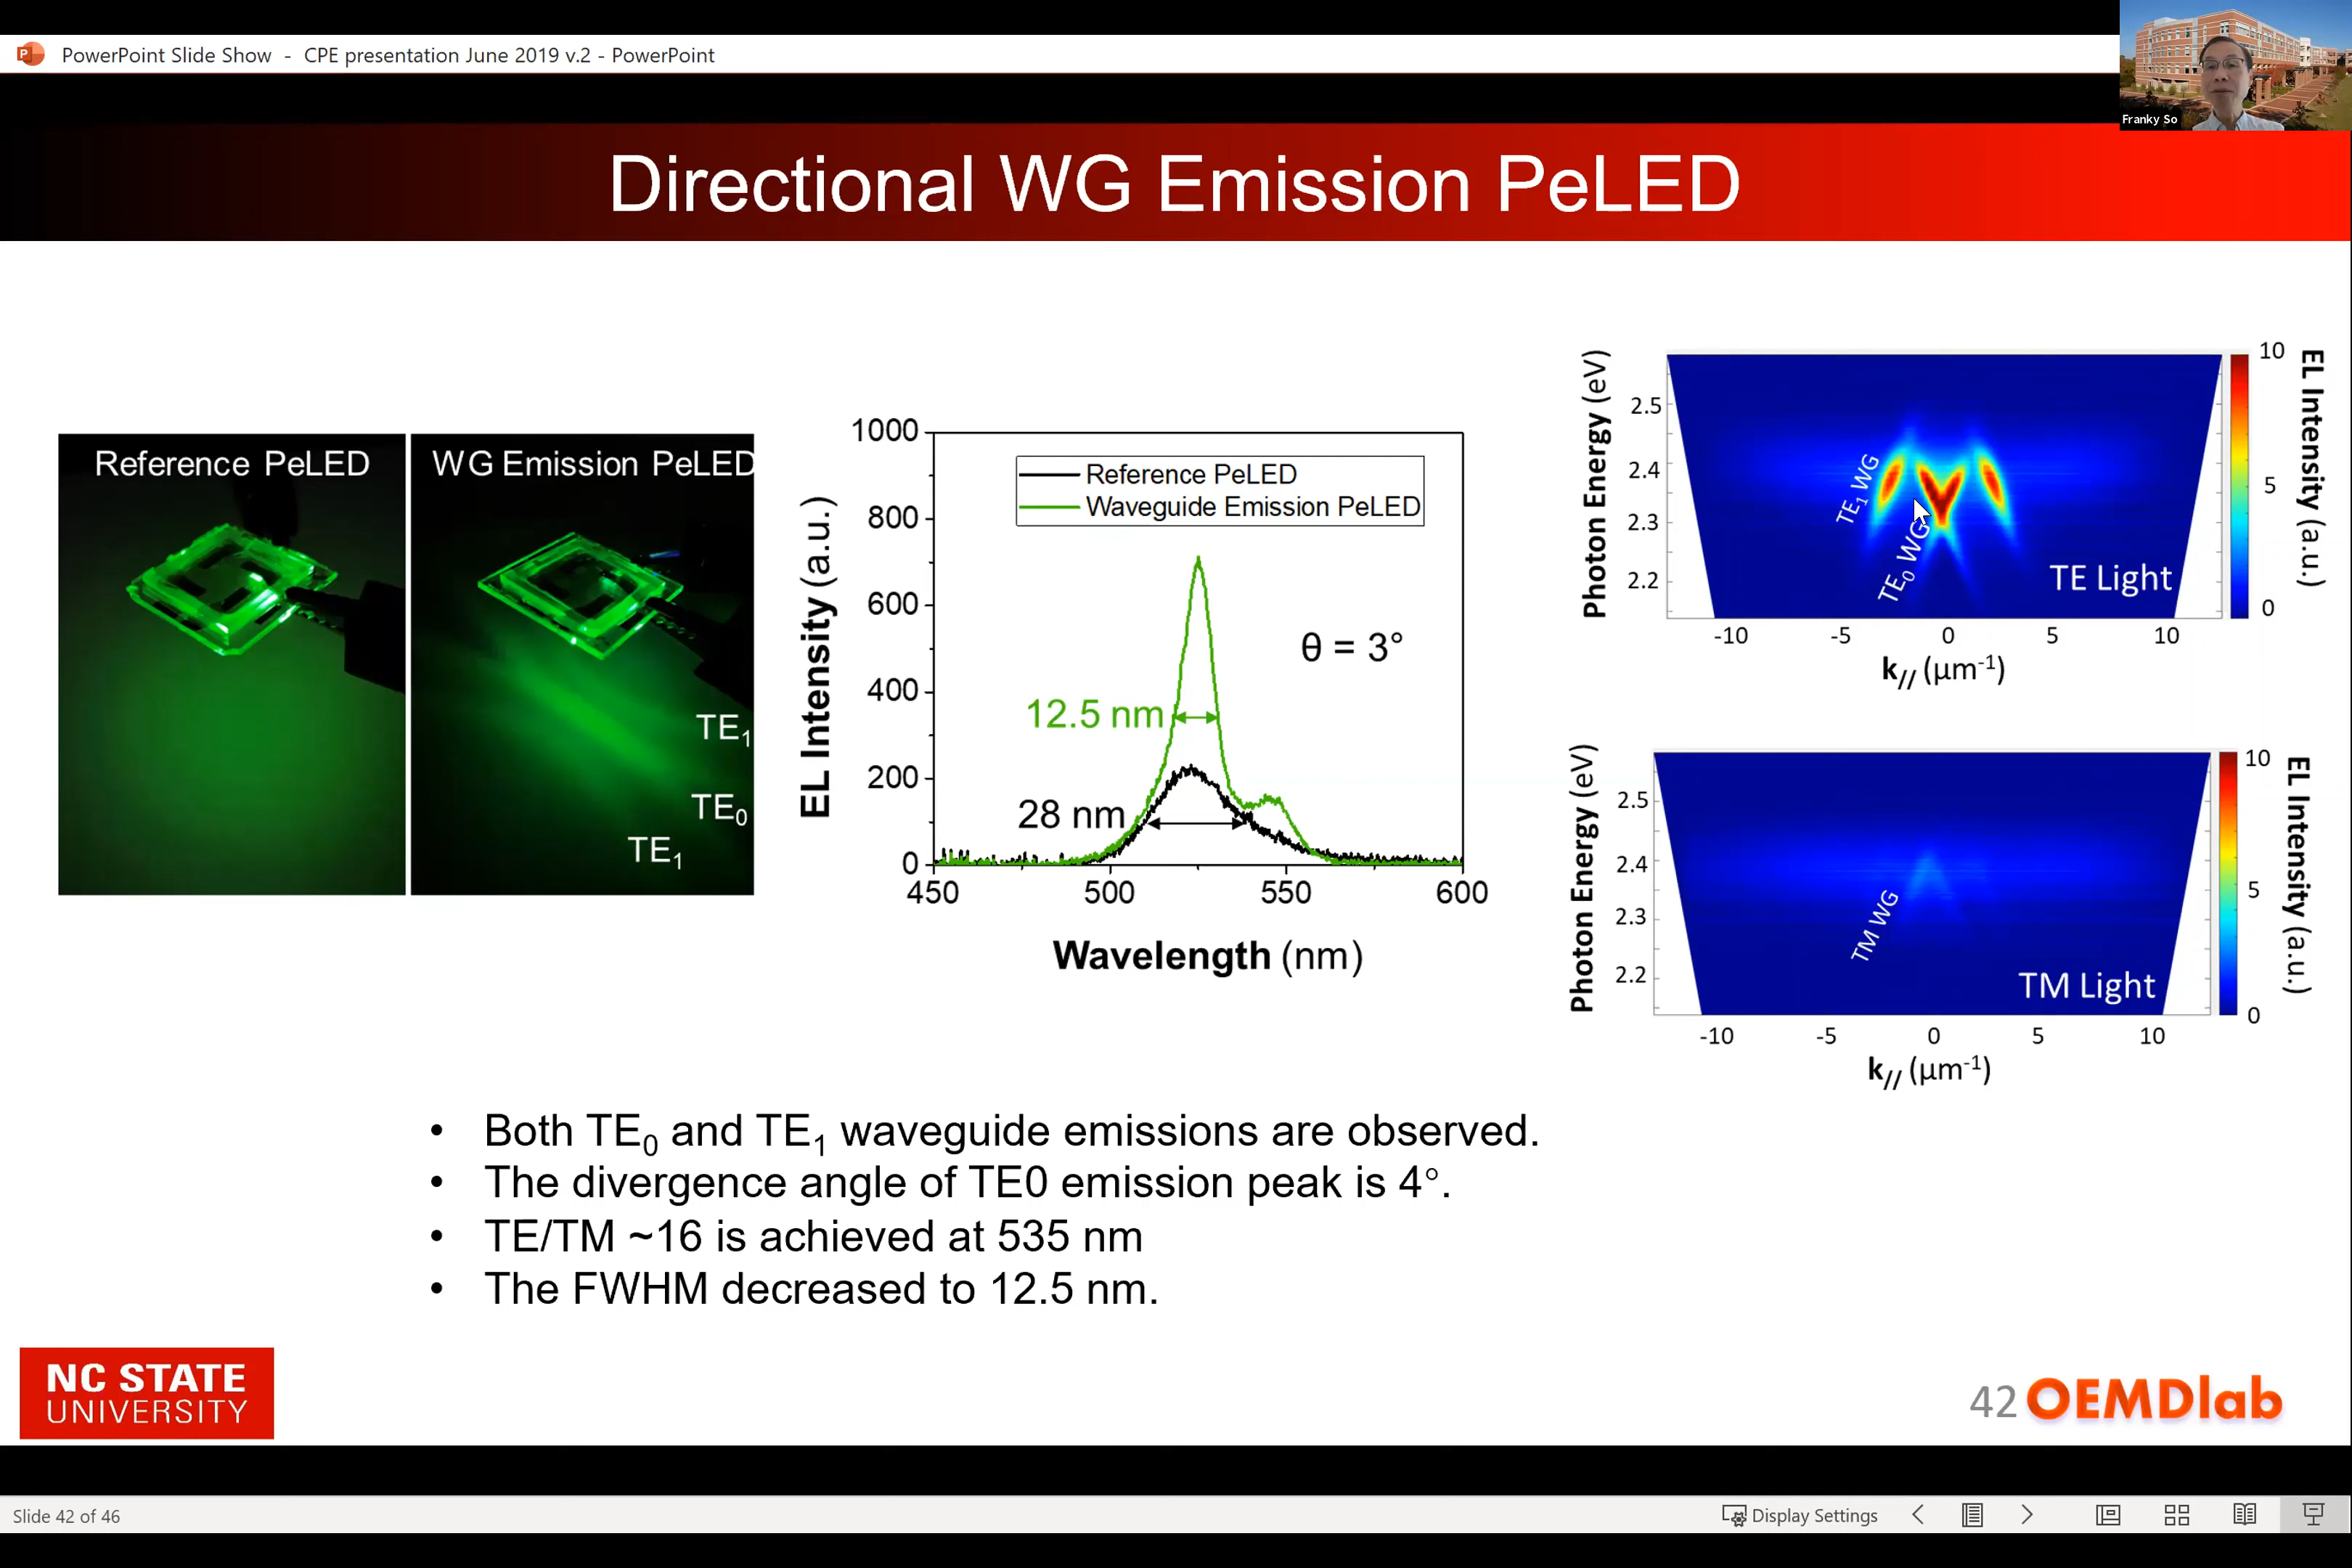 PowerPoint Slide Show - CPE presentation June 2019 v.2 - PowerPoint
Franky So
Directional WG Emission PeLED
Reference PeLED
WG Emission PeLED
TE₁
TE₀
TE₁
EL Intensity (a.u.)
1000
800
600
400
200
0
Reference PeLED
Waveguide Emission PeLED
θ = 3°
12.5 nm
28 nm
450 500 550 600
Wavelength (nm)
Photon Energy (eV)
2.5
2.4
2.3
2.2
TE₁ WG
TE₀ WG
TE Light
-10 -5 0 5 10
k// (µm⁻¹)
10
5
0
EL Intensity (a.u.)
Photon Energy (eV)
2.5
2.4
2.3
2.2
TM WG
TM Light
-10 -5 0 5 10
k// (µm⁻¹)
10
5
0
EL Intensity (a.u.)
• Both TE₀ and TE₁ waveguide emissions are observed.
• The divergence angle of TE0 emission peak is 4°.
• TE/TM ~16 is achieved at 535 nm
• The FWHM decreased to 12.5 nm.
NC STATE
UNIVERSITY
42 OEMDlab
Slide 42 of 46
Display Settings